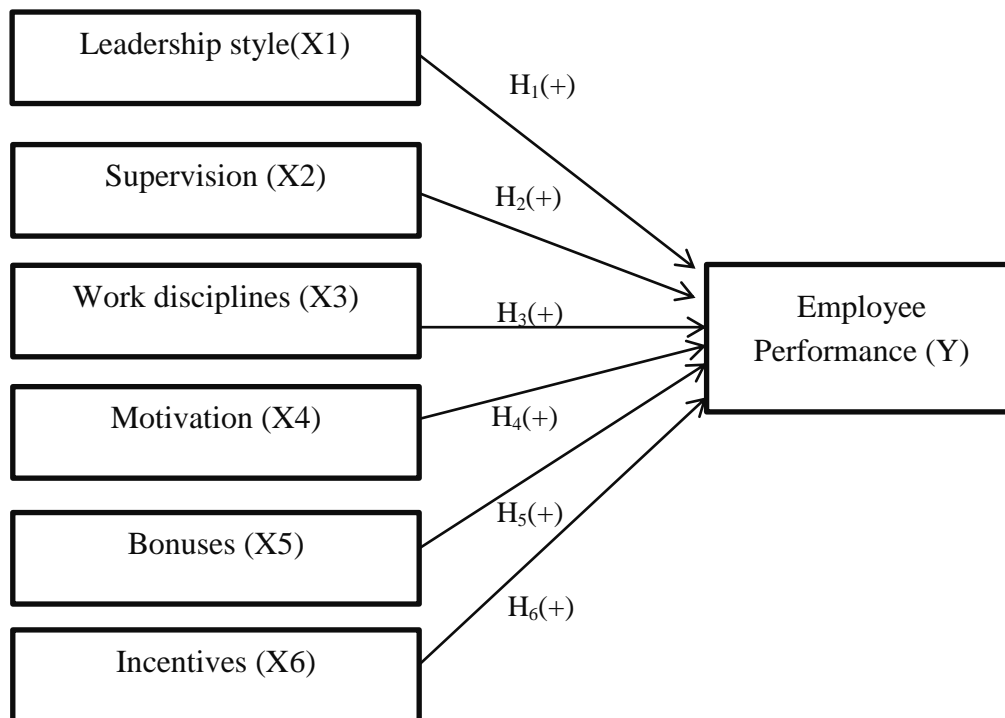 Leadership style(X1)
H₁(+)
Supervision (X2)
H₂(+)
Work disciplines (X3)
H₃(+)
Employee
Performance (Y)
Motivation (X4)
H₄(+)
Bonuses (X5)
H₅(+)
H₆(+)
Incentives (X6)